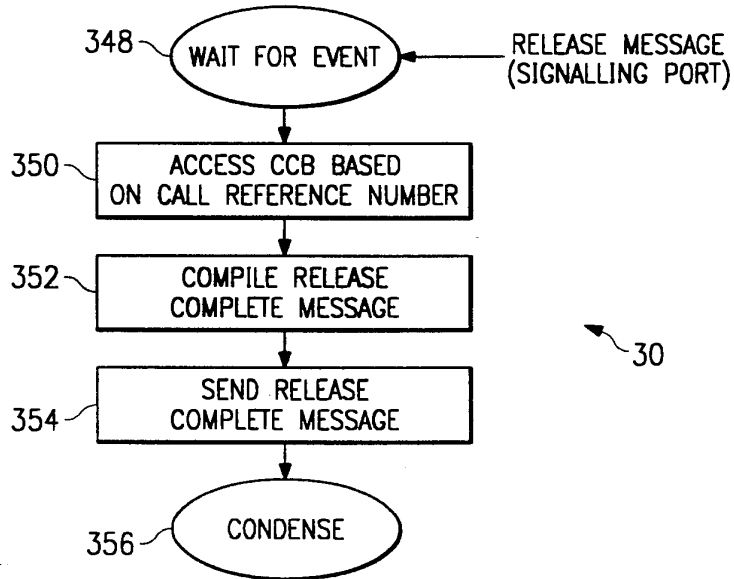 348
WAIT FOR EVENT
RELEASE MESSAGE
(SIGNALLING PORT)
350
ACCESS CCB BASED
ON CALL REFERENCE NUMBER
352
COMPILE RELEASE
COMPLETE MESSAGE
30
354
SEND RELEASE
COMPLETE MESSAGE
356
CONDENSE